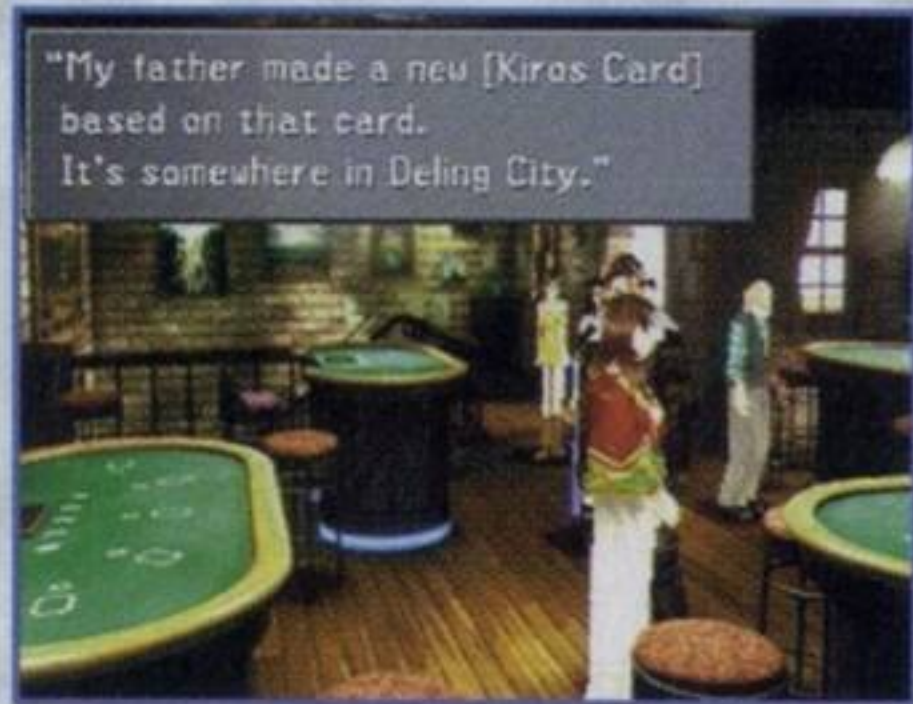 “My father made a new [Kiros Card]
based on that card.
It's somewhere in Deling City.”